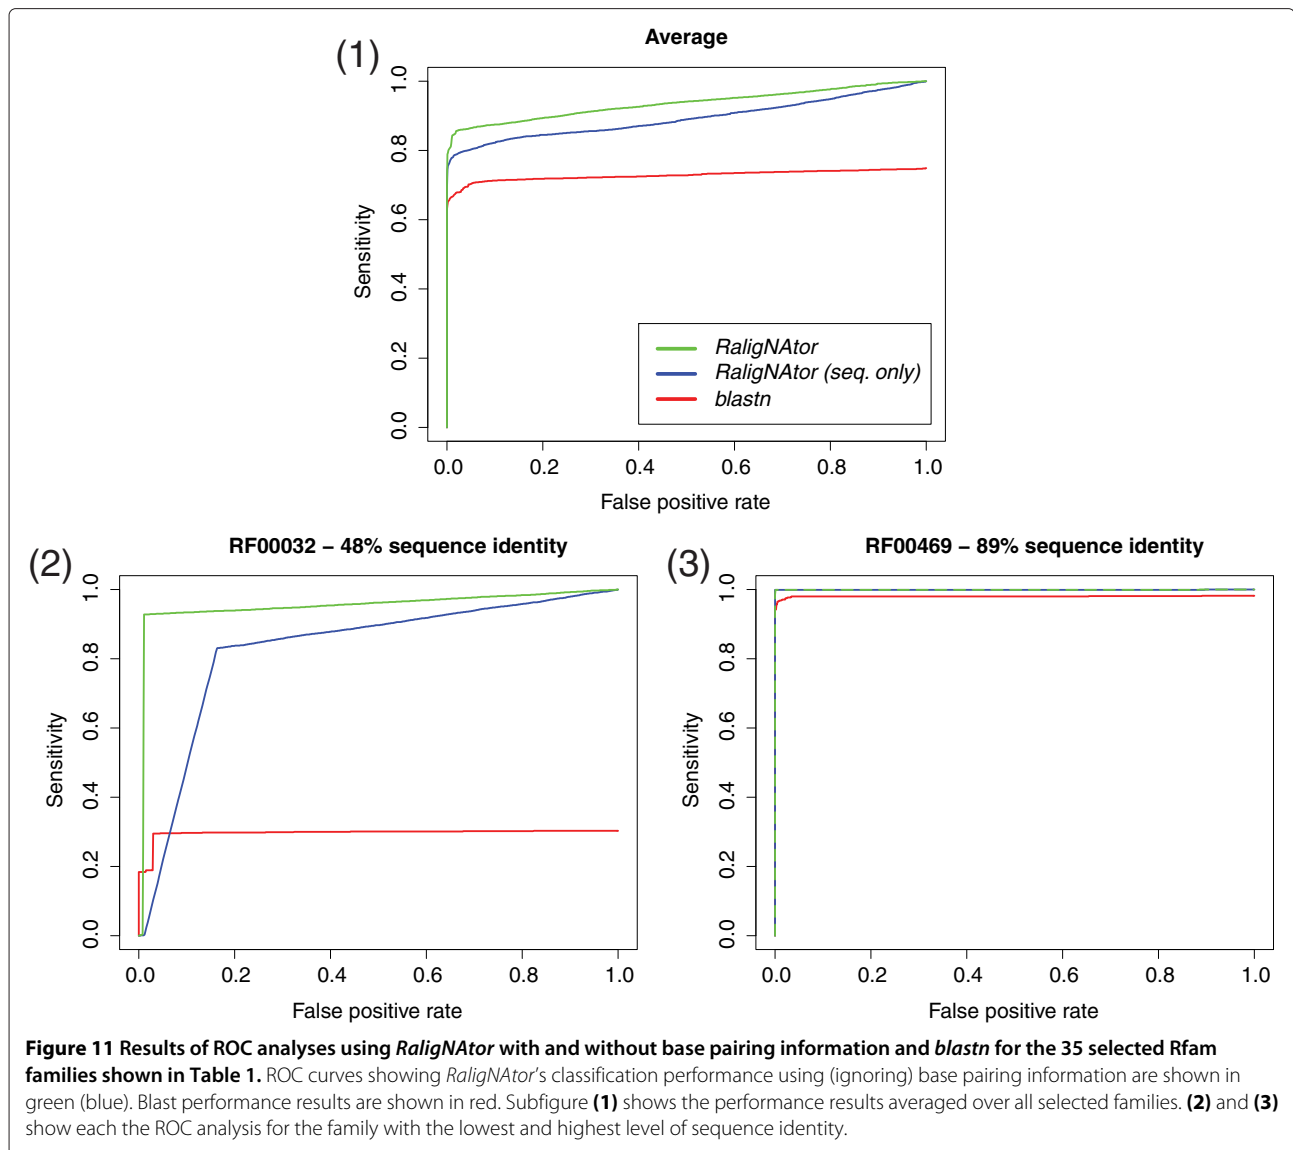 (1)
Average
Sensitivity
0.0 0.2 0.4 0.6 0.8 1.0
RaligNAtor
RaligNAtor (seq. only)
blastn
0.0 0.2 0.4 0.6 0.8 1.0
False positive rate
(2)
RF00032 – 48% sequence identity
Sensitivity
0.0 0.2 0.4 0.6 0.8 1.0
0.0 0.2 0.4 0.6 0.8 1.0
False positive rate
(3)
RF00469 – 89% sequence identity
Sensitivity
0.0 0.2 0.4 0.6 0.8 1.0
0.0 0.2 0.4 0.6 0.8 1.0
False positive rate
Figure 11 Results of ROC analyses using RaligNAtor with and without base pairing information and blastn for the 35 selected Rfam
families shown in Table 1. ROC curves showing RaligNAtor's classification performance using (ignoring) base pairing information are shown in
green (blue). Blast performance results are shown in red. Subfigure (1) shows the performance results averaged over all selected families. (2) and (3)
show each the ROC analysis for the family with the lowest and highest level of sequence identity.